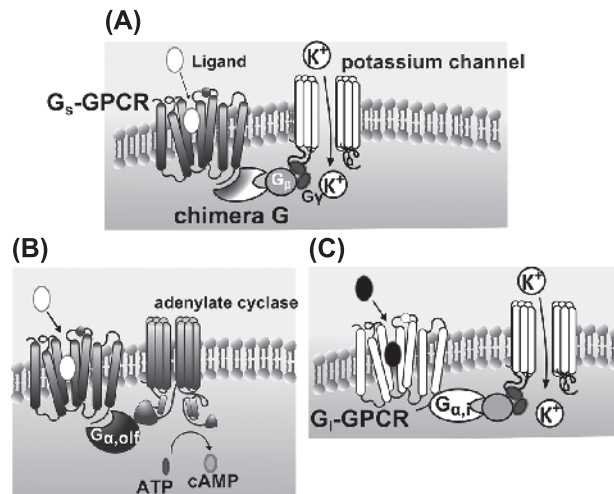 (A)
Ligand
K+
potassium channel
Gs-GPCR
Gβ
Gγ
K+
chimera G
(B)
adenylate cyclase
Gα,olf
ATP
cAMP
(C)
K+
Gα,i
GI-GPCR
K+